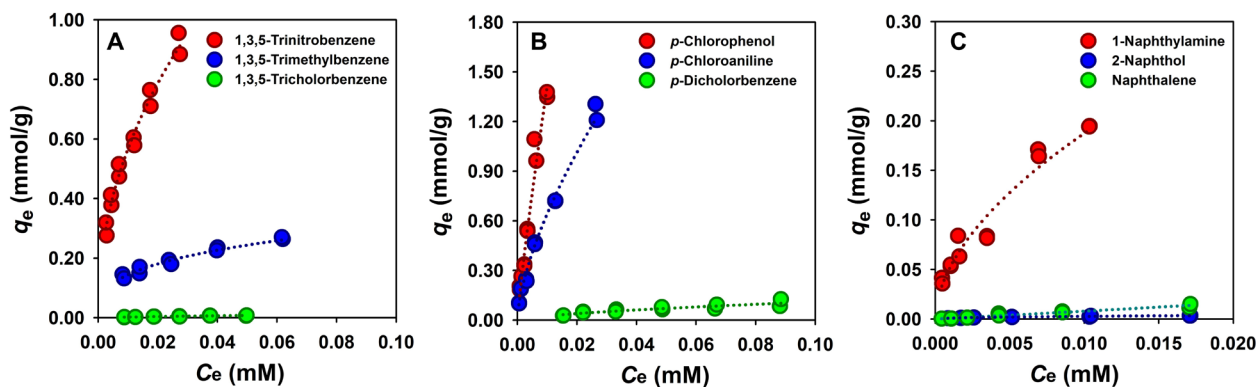 A
1,3,5-Trinitrobenzene
1,3,5-Trimethylbenzene
1,3,5-Tricholorbenzene
qe (mmol/g)
1.00
0.80
0.60
0.40
0.20
0.00
0.00 0.02 0.04 0.06 0.08 0.10
Ce (mM)
B
p-Chlorophenol
p-Chloroaniline
p-Dicholorbenzene
qe (mmol/g)
1.80
1.50
1.20
0.90
0.60
0.30
0.00
0.00 0.02 0.04 0.06 0.08 0.10
Ce (mM)
C
1-Naphthylamine
2-Naphthol
Naphthalene
qe (mmol/g)
0.30
0.25
0.20
0.15
0.10
0.05
0.00
0.000 0.005 0.010 0.015 0.020
Ce (mM)